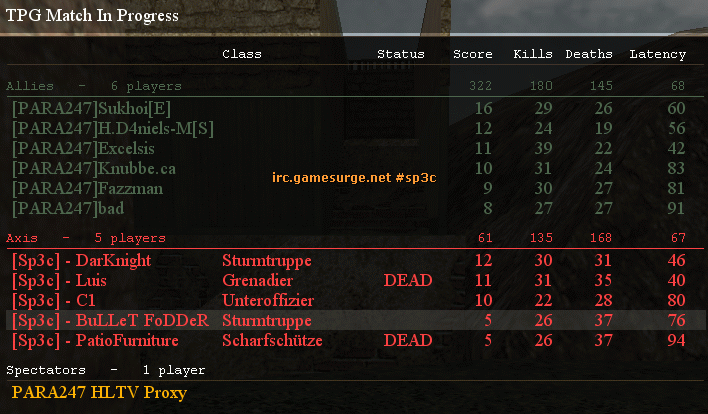 TPG Match In Progress
Class Status Score Kills Deaths Latency
Allies - 6 players 322 180 145 68
[PARA247]Sukhoi[E] 16 29 26 60
[PARA247]H.D4niels-M[S] 12 24 19 56
[PARA247]Excelsis 11 39 22 42
[PARA247]Knubbe.ca 10 31 24 83
irc.gamesurge.net #sp3c
[PARA247]Fazzman 9 30 27 81
[PARA247]bad 8 27 27 91
Axis - 5 players 61 135 168 67
[Sp3c] - DarKnight Sturmtruppe 12 30 31 46
[Sp3c] - Luis Grenadier DEAD 11 31 35 40
[Sp3c] - C1 Unteroffizier 10 22 28 80
[Sp3c] - BuLLeT FoDDeR Sturmtruppe 5 26 37 76
[Sp3c] - PatioFurniture Scharfschütze DEAD 5 26 37 94
Spectators - 1 player
PARA247 HLTV Proxy